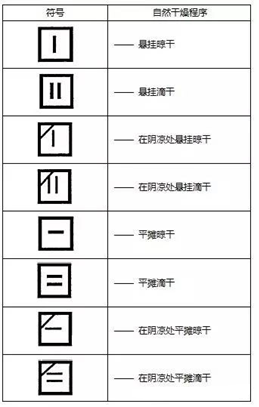 符号 自然干燥程序
—— 悬挂晾干
—— 悬挂滴干
—— 在阴凉处悬挂晾干
—— 在阴凉处悬挂滴干
—— 平摊晾干
—— 平摊滴干
—— 在阴凉处平摊晾干
—— 在阴凉处平摊滴干